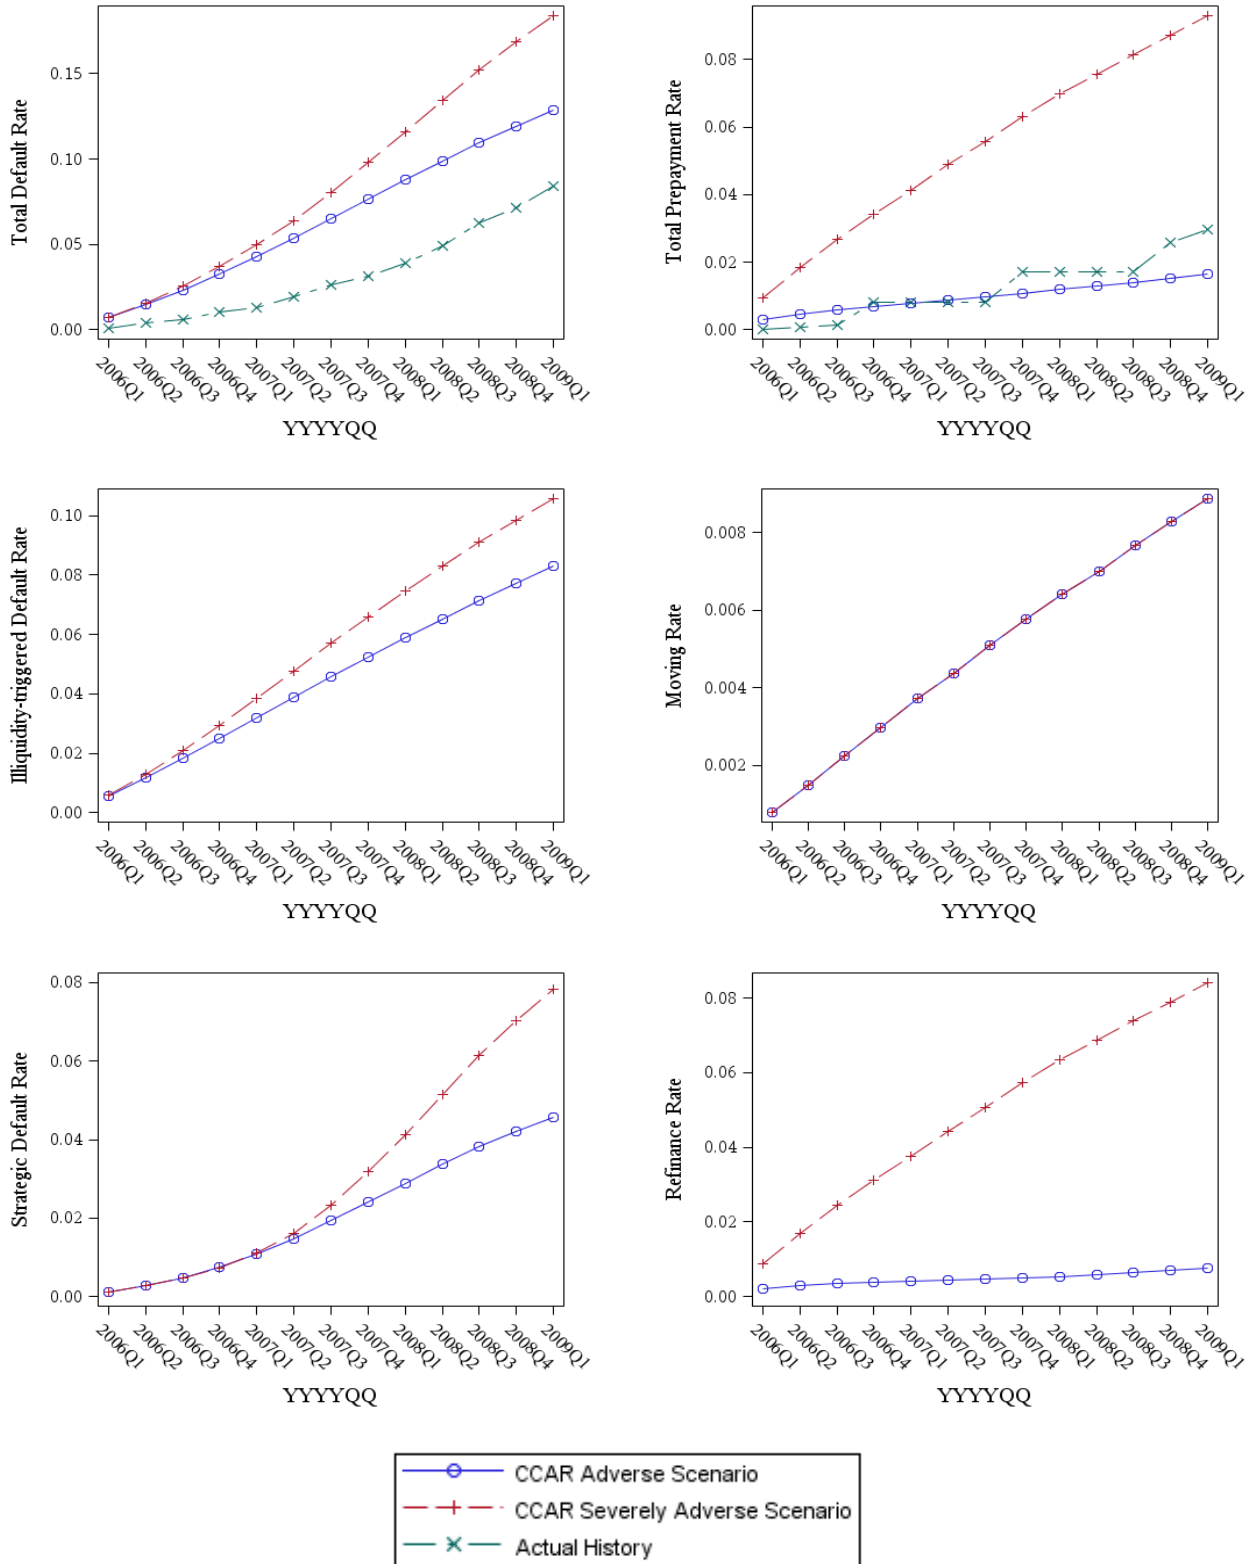 Total Default Rate
0.15
0.10
0.05
0.00
2006Q1
2006Q2
2006Q3
2006Q4
2007Q1
2007Q2
2007Q3
2007Q4
2008Q1
2008Q2
2008Q3
2008Q4
2009Q1
YYYYQQ
Total Prepayment Rate
0.08
0.06
0.04
0.02
0.00
2006Q1
2006Q2
2006Q3
2006Q4
2007Q1
2007Q2
2007Q3
2007Q4
2008Q1
2008Q2
2008Q3
2008Q4
2009Q1
YYYYQQ
Illiquidity-triggered Default Rate
0.10
0.08
0.06
0.04
0.02
0.00
2006Q1
2006Q2
2006Q3
2006Q4
2007Q1
2007Q2
2007Q3
2007Q4
2008Q1
2008Q2
2008Q3
2008Q4
2009Q1
YYYYQQ
Moving Rate
0.008
0.006
0.004
0.002
2006Q1
2006Q2
2006Q3
2006Q4
2007Q1
2007Q2
2007Q3
2007Q4
2008Q1
2008Q2
2008Q3
2008Q4
2009Q1
YYYYQQ
Strategic Default Rate
0.08
0.06
0.04
0.02
0.00
2006Q1
2006Q2
2006Q3
2006Q4
2007Q1
2007Q2
2007Q3
2007Q4
2008Q1
2008Q2
2008Q3
2008Q4
2009Q1
YYYYQQ
Refinance Rate
0.08
0.06
0.04
0.02
0.00
2006Q1
2006Q2
2006Q3
2006Q4
2007Q1
2007Q2
2007Q3
2007Q4
2008Q1
2008Q2
2008Q3
2008Q4
2009Q1
YYYYQQ
CCAR Adverse Scenario
CCAR Severely Adverse Scenario
Actual History